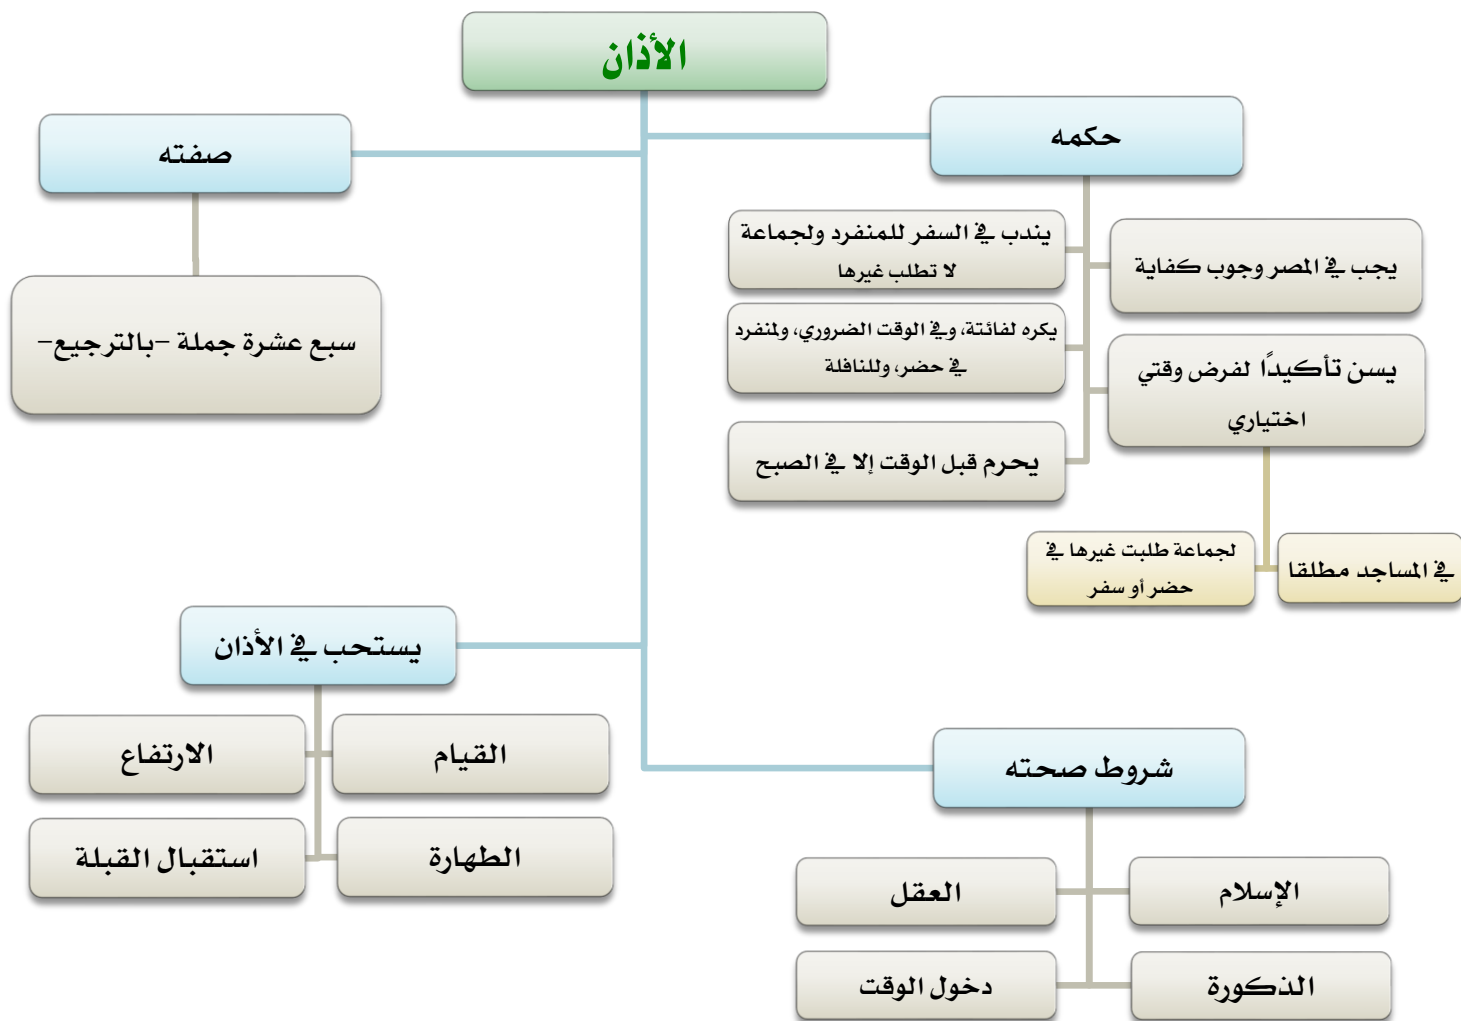 الأذان
حكمه
يجب في المصر وجوب كفاية
يندب في السفر للمنفرد ولجماعة
لا تطلب غيرها
يسن تأكيدًا لفرض وقتي
اختياري
يكره لفائتة، وفي الوقت الضروري، ولمنفرد
في حضر، وللنافلة
يحرم قبل الوقت إلا في الصبح
في المساجد مطلقا
لجماعة طلبت غيرها في
حضر أو سفر
صفته
سبع عشرة جملة -بالترجيع-
شروط صحته
الإسلام
العقل
الذكورة
دخول الوقت
يستحب في الأذان
القيام
الارتفاع
الطهارة
استقبال القبلة